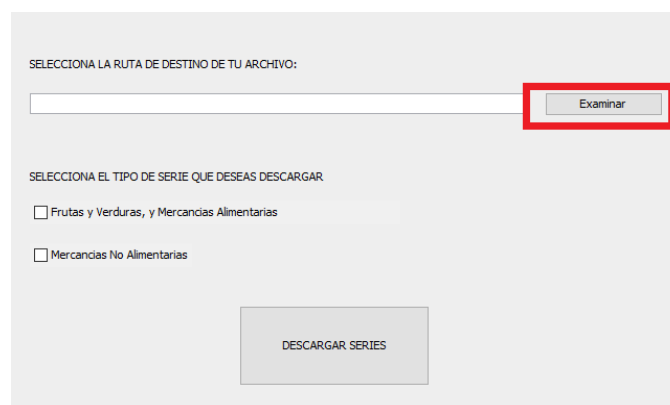 SELECCIONA LA RUTA DE DESTINO DE TU ARCHIVO:
Examinar
SELECCIONA EL TIPO DE SERIE QUE DESEAS DESCARGAR
Frutas y Verduras, y Mercancias Alimentarias
Mercancias No Alimentarias
DESCARGAR SERIES